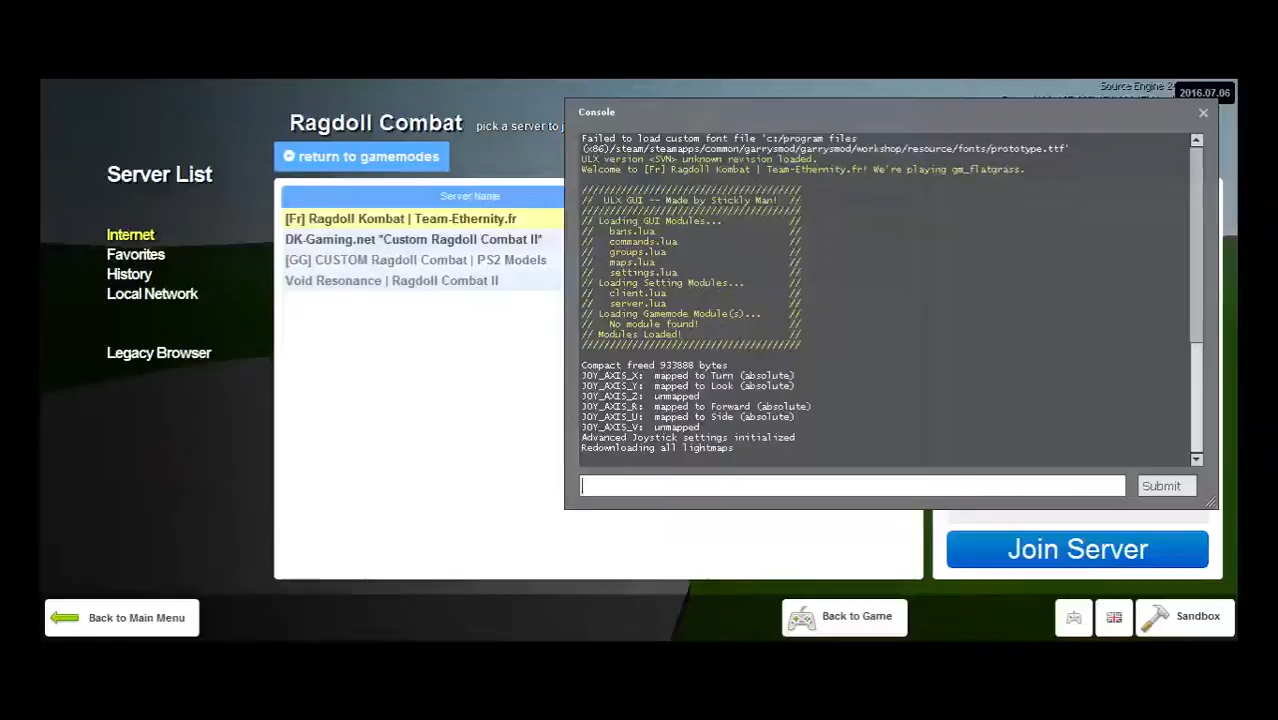 Source Engine
2016.07.06
Ragdoll Combat pick a server to j
return to gamemodes
Server List
Internet
Favorites
History
Local Network
Legacy Browser
Server Name
[Fr] Ragdoll Kombat | Team-Ethernity.fr
DK-Gaming.net "Custom Ragdoll Combat II"
[GG] CUSTOM Ragdoll Combat | PS2 Models
Void Resonance | Ragdoll Combat II
Console
Failed to load custom font file 'c:/program files
(x86)/steam/steamapps/common/garrysmod/workshop/resource/fonts/prototype.ttf'
ULX version <SVN> unknown revision loaded.
Welcome to [Fr] Ragdoll Kombat | Team-Ethernity.fr! We're playing gm_flatgrass.
///////////////////////////////////////
// ULX GUI -- Made by Stickly Man! //
///////////////////////////////////////
// Loading GUI Modules... //
// bans.lua //
// commands.lua //
// groups.lua //
// maps.lua //
// settings.lua //
// Loading Setting Modules... //
// client.lua //
// server.lua //
// Loading Gamemode Module(s)... //
// No module found! //
// Modules Loaded! //
///////////////////////////////////////
Compact freed 933888 bytes
JOY_AXIS_X: mapped to Turn (absolute)
JOY_AXIS_Y: mapped to Look (absolute)
JOY_AXIS_Z: unmapped
JOY_AXIS_R: mapped to Forward (absolute)
JOY_AXIS_U: mapped to Side (absolute)
JOY_AXIS_V: unmapped
Advanced Joystick settings initialized
Redownloading all lightmaps
Submit
Join Server
Back to Main Menu
Back to Game
Sandbox